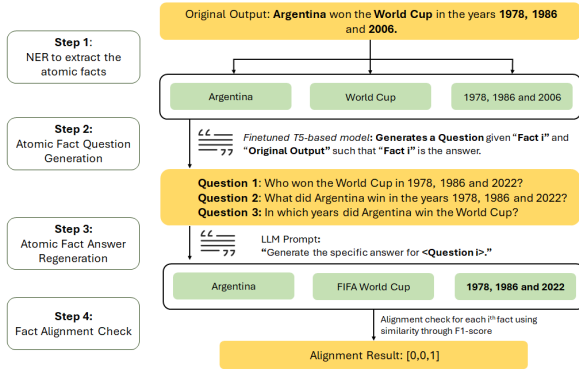 Original Output: Argentina won the World Cup in the years 1978, 1986
and 2006.
Step 1:
NER to extract the
atomic facts
Argentina
World Cup
1978, 1986 and 2006
Step 2:
Atomic Fact Question
Generation
Finetuned T5-based model: Generates a Question given “Fact i” and
“Original Output” such that “Fact i” is the answer.
Question 1: Who won the World Cup in 1978, 1986 and 2022?
Question 2: What did Argentina win in the years 1978, 1986 and 2022?
Question 3: In which years did Argentina win the World Cup?
Step 3:
Atomic Fact Answer
Regeneration
LLM Prompt:
“Generate the specific answer for <Question i>.”
Argentina
FIFA World Cup
1978, 1986 and 2022
Step 4:
Fact Alignment Check
Alignment check for each iᵗʰ fact using
similarity through F1-score
Alignment Result: [0,0,1]